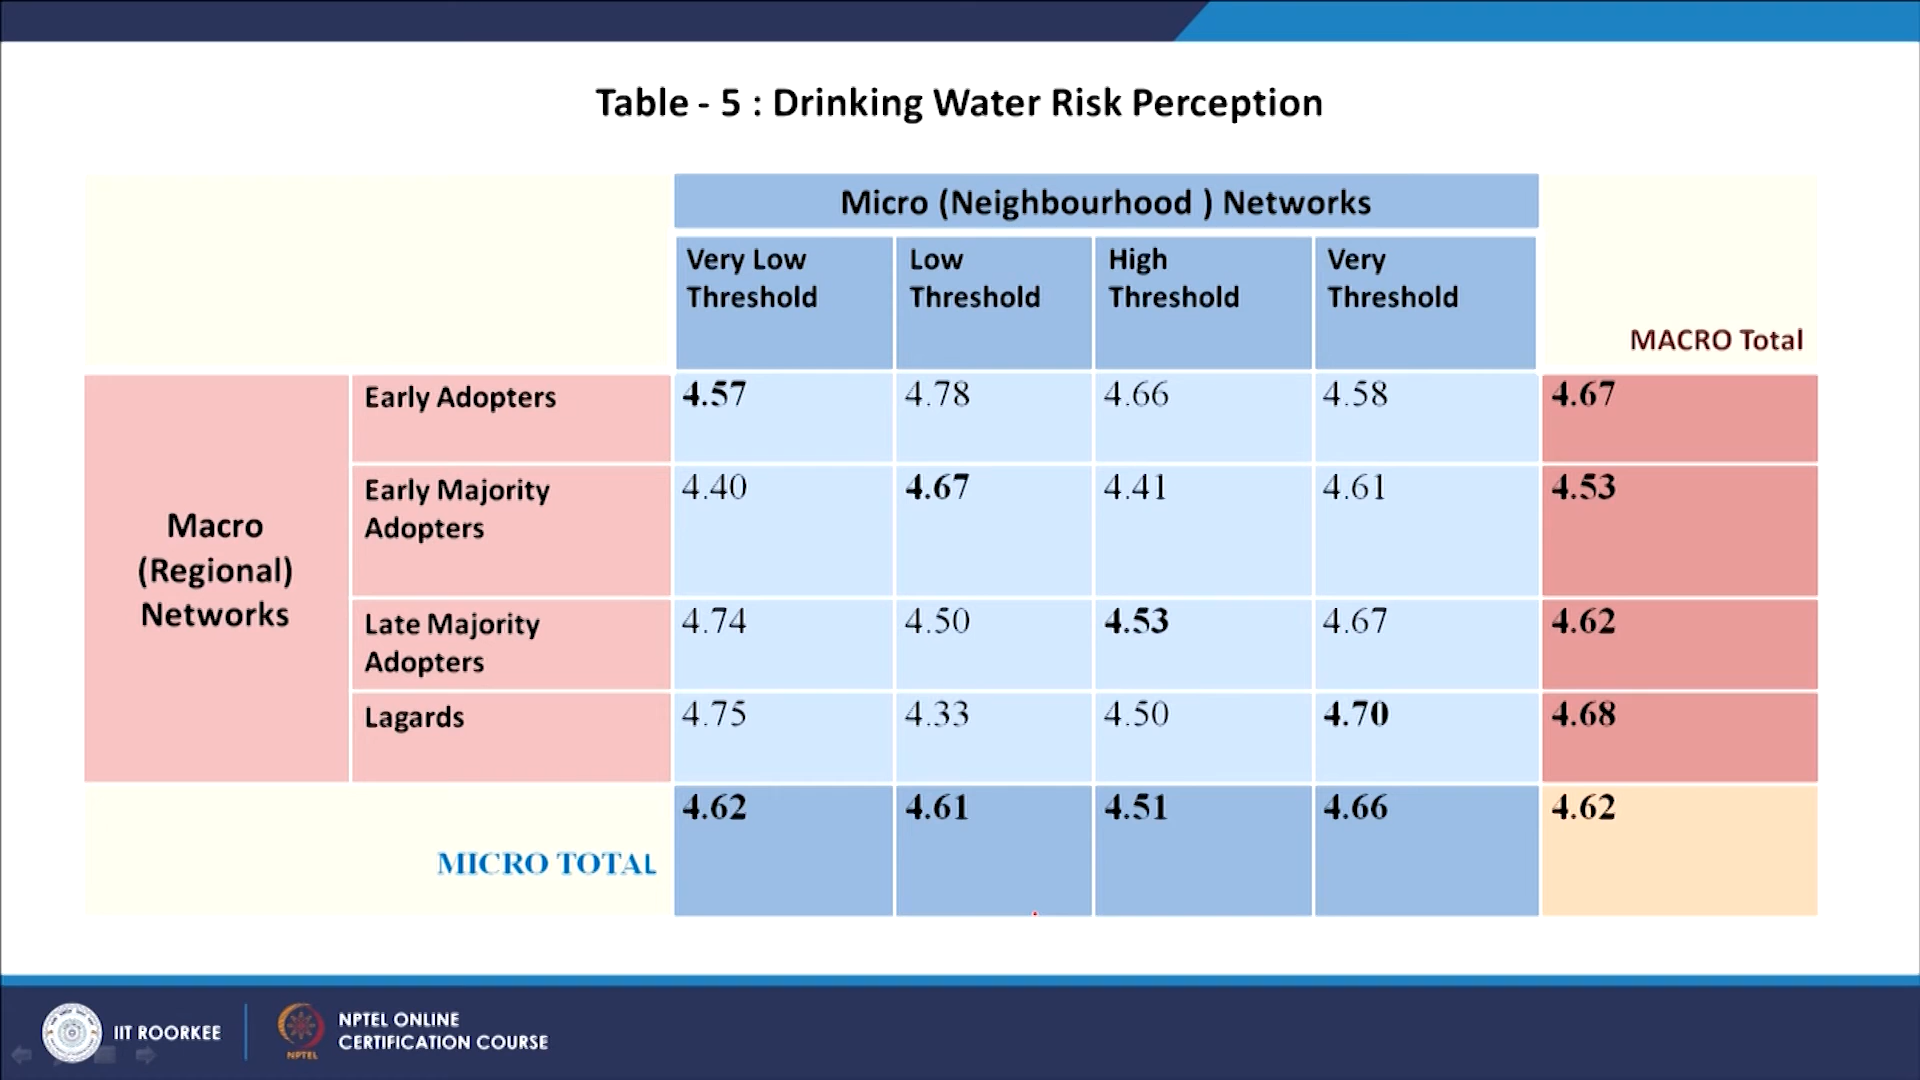 Table - 5 : Drinking Water Risk Perception
Micro (Neighbourhood ) Networks
Very Low
Threshold
Low
Threshold
High
Threshold
Very
Threshold
MACRO Total
Macro
(Regional)
Networks
Early Adopters
4.57
4.78
4.66
4.58
4.67
Early Majority
Adopters
4.40
4.67
4.41
4.61
4.53
Late Majority
Adopters
4.74
4.50
4.53
4.67
4.62
Lagards
4.75
4.33
4.50
4.70
4.68
MICRO TOTAL
4.62
4.61
4.51
4.66
4.62
IIT ROORKEE
NPTEL
NPTEL ONLINE
CERTIFICATION COURSE